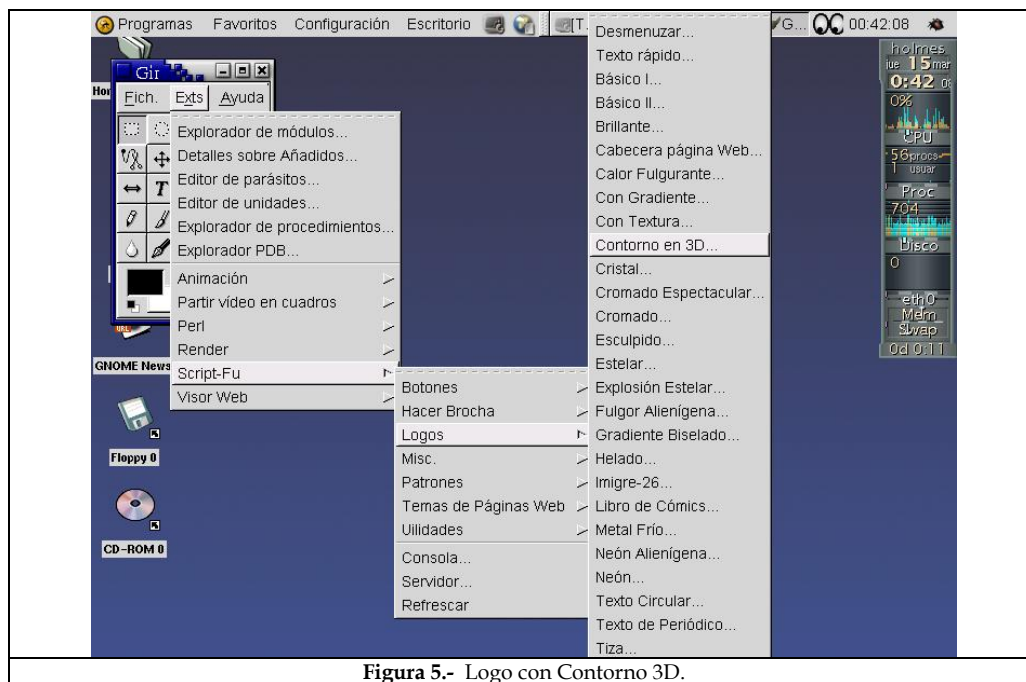 Programas Favoritos Configuración Escritorio
G... 00:42:08
holmes
jue 15 mar
0:42
0%
CPU
56 procs
1 usuar
Proc
704
Disco
0
eth0
Mem
Swap
0d 0:11
Fich. Exts Ayuda
Explorador de módulos...
Detalles sobre Añadidos...
Editor de parásitos...
Editor de unidades...
Explorador de procedimientos...
Explorador PDB...
Animación
Partir vídeo en cuadros
Perl
Render
Script-Fu
Visor Web
Botones
Hacer Brocha
Logos
Misc.
Patrones
Temas de Páginas Web
Uilidades
Consola...
Servidor...
Refrescar
Desmenuzar...
Texto rápido...
Básico I...
Básico II...
Brillante...
Cabecera página Web...
Calor Fulgurante...
Con Gradiente...
Con Textura...
Contorno en 3D...
Cristal...
Cromado Espectacular...
Cromado...
Esculpido...
Estelar...
Explosión Estelar...
Fulgor Alienígena...
Gradiente Biselado...
Helado...
Imigre-26...
Libro de Cómics...
Metal Frío...
Neón Alienígena...
Neón...
Texto Circular...
Texto de Periódico...
Tiza...
GNOME News
Floppy 0
CD-ROM 0
Figura 5.- Logo con Contorno 3D.